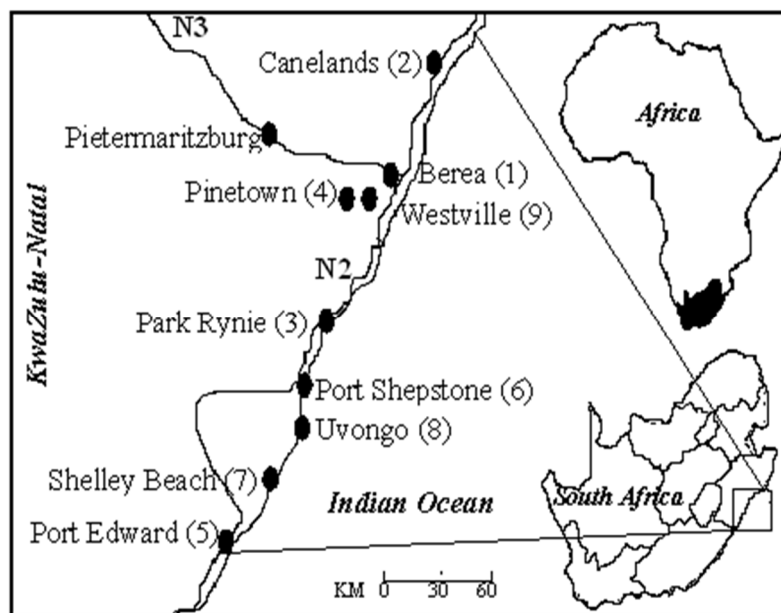 N3
Canelands (2)
Africa
Pietermaritzburg
Berea (1)
Pinetown (4)
Westville (9)
KwaZulu-Natal
N2
Park Rynie (3)
Port Shepstone (6)
Uvongo (8)
Shelley Beach (7)
Indian Ocean
South Africa
Port Edward (5)
KM 0 30 60